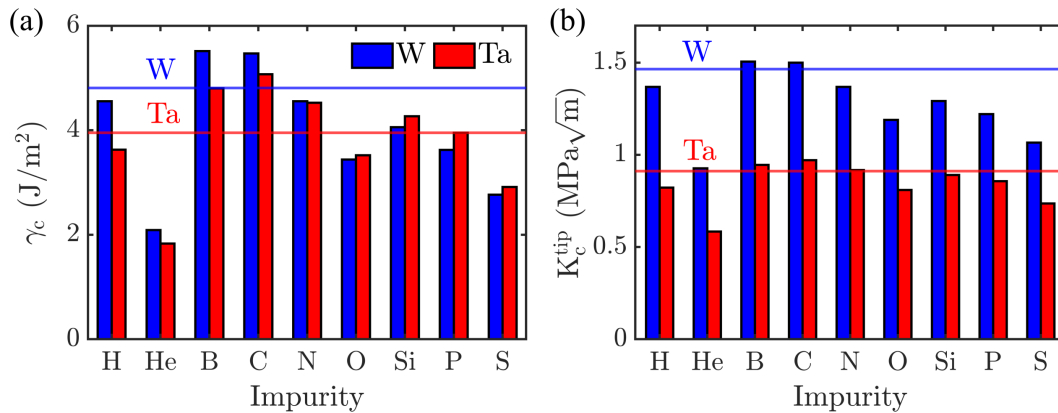 (a)
γc (J/m²)
6
4
2
0
W
Ta
W Ta
H He B C N O Si P S
Impurity
(b)
Kc^tip (MPa√m)
1.5
1
0.5
0
W
Ta
H He B C N O Si P S
Impurity